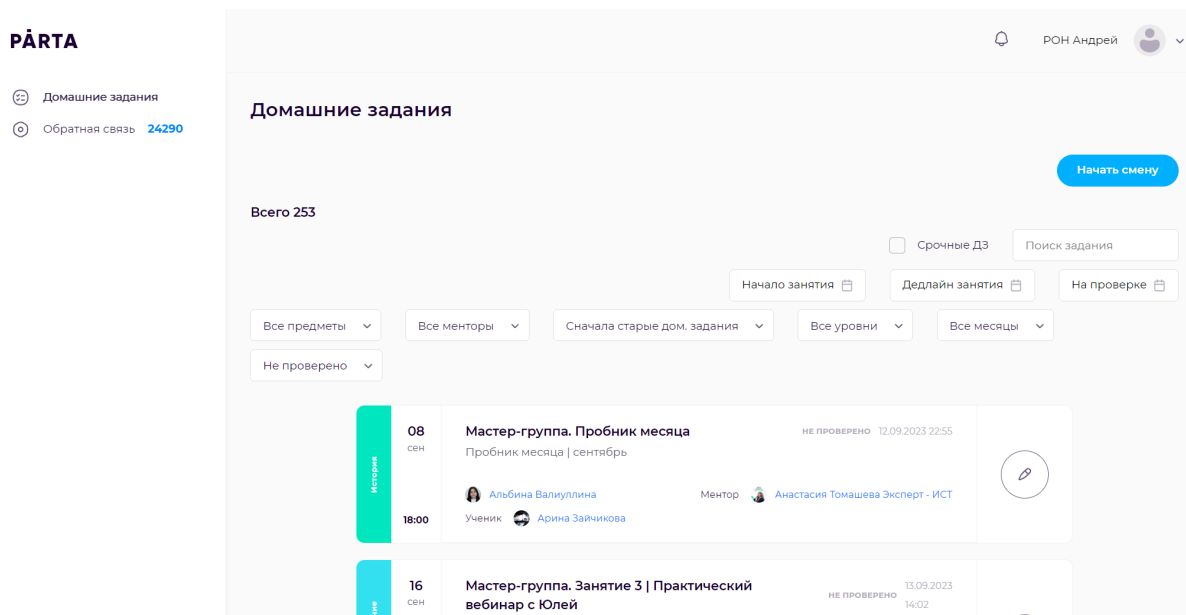 PÄRTA
РОН Андрей
Домашние задания
Обратная связь 24290
Домашние задания
Начать смену
Всего 253
Срочные ДЗ
Поиск задания
Начало занятия
Дедлайн занятия
На проверке
Все предметы
Все менторы
Сначала старые дом. задания
Все уровни
Все месяцы
Не проверено
История
08
сен
18:00
Мастер-группа. Пробник месяца
НЕ ПРОВЕРЕНО 12.09.2023 22:55
Пробник месяца | сентябрь
Альбина Валиуллина
Ментор Анастасия Томашева Эксперт - ИСТ
Ученик Арина Зайчикова
16
сен
Мастер-группа. Занятие 3 | Практический
вебинар с Юлей
НЕ ПРОВЕРЕНО
13.09.2023
14:02